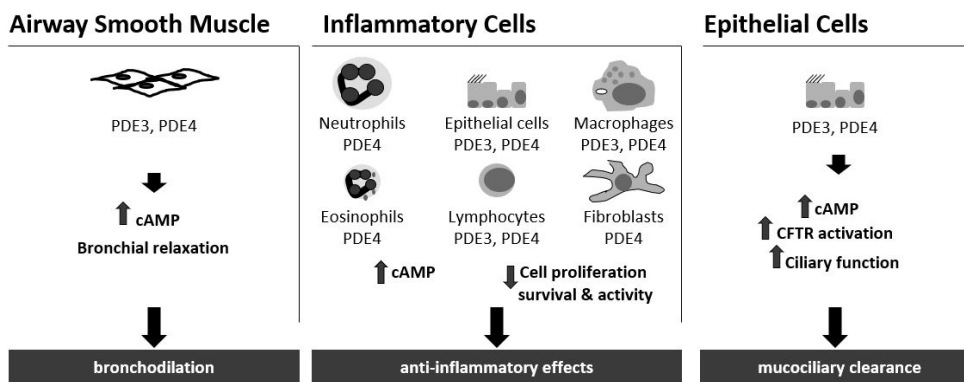 Airway Smooth Muscle
PDE3, PDE4
cAMP
Bronchial relaxation
bronchodilation
Inflammatory Cells
Neutrophils
PDE4
Epithelial cells
PDE3, PDE4
Macrophages
PDE3, PDE4
Eosinophils
PDE4
Lymphocytes
PDE3, PDE4
Fibroblasts
PDE4
cAMP
Cell proliferation
survival & activity
anti-inflammatory effects
Epithelial Cells
PDE3, PDE4
cAMP
CFTR activation
Ciliary function
mucociliary clearance